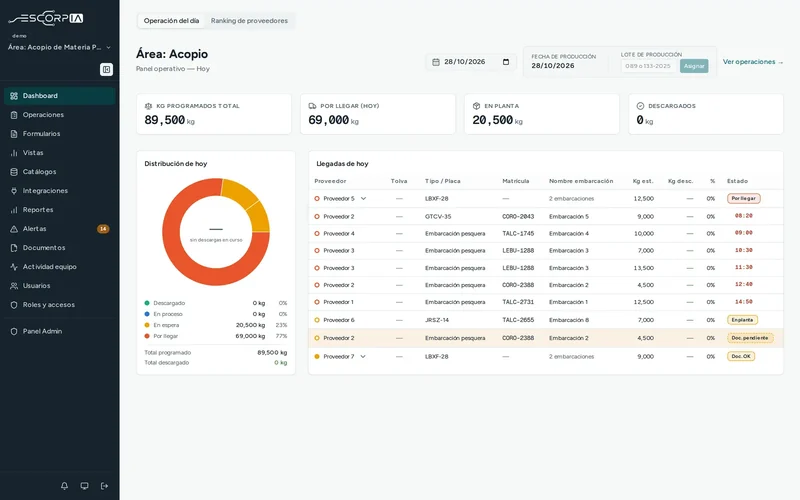 ESCORPIA
demo
Área: Acopio de Materia P...
Dashboard
Operaciones
Formularios
Vistas
Catálogos
Integraciones
Reportes
Alertas 14
Documentos
Actividad equipo
Usuarios
Roles y accesos
Panel Admin
Operación del día Ranking de proveedores
Área: Acopio
Panel operativo — Hoy
28/10/2026
FECHA DE PRODUCCIÓN
28/10/2026
LOTE DE PRODUCCIÓN
089 a 133-2025 Asignar
Ver operaciones →
KG PROGRAMADOS TOTAL
89,500 kg
POR LLEGAR (HOY)
69,000 kg
EN PLANTA
20,500 kg
DESCARGADOS
0 kg
Distribución de hoy
—
sin descargas en curso
Descargado 0 kg 0%
En proceso 0 kg 0%
En espera 20,500 kg 23%
Por llegar 69,000 kg 77%
Total programado 89,500 kg
Total descargado 0 kg
Llegadas de hoy
Proveedor Tolva Tipo / Placa Matrícula Nombre embarcación Kg est. Kg desc. % Estado
Proveedor 5 — LBXF-28 — 2 embarcaciones 12,500 — 0% Por llegar
Proveedor 2 — GTCV-35 CORO-2043 Embarcación 5 9,000 — 0% 08:20
Proveedor 4 — Embarcación pesquera TALC-1745 Embarcación 4 10,000 — 0% 09:00
Proveedor 3 — Embarcación pesquera LEBU-1288 Embarcación 3 7,000 — 0% 10:30
Proveedor 3 — Embarcación pesquera LEBU-1288 Embarcación 3 13,500 — 0% 11:30
Proveedor 2 — Embarcación pesquera CORO-2388 Embarcación 2 4,500 — 0% 12:40
Proveedor 1 — Embarcación pesquera TALC-2731 Embarcación 1 12,500 — 0% 14:50
Proveedor 6 — JRSZ-14 TALC-2655 Embarcación 8 7,000 — 0% En planta
Proveedor 2 — Embarcación pesquera CORO-2388 Embarcación 2 4,500 — 0% Doc. pendiente
Proveedor 7 — LBXF-28 — 2 embarcaciones 9,000 — 0% Doc. OK